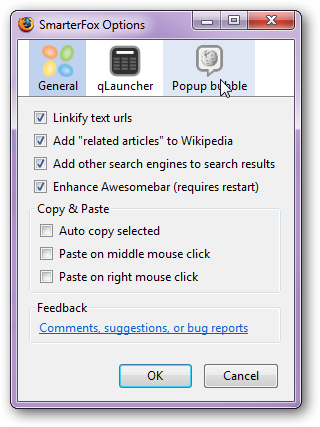 SmarterFox Options
General
qLauncher
Popup bubble
Linkify text urls
Add "related articles" to Wikipedia
Add other search engines to search results
Enhance Awesomebar (requires restart)
Copy & Paste
Auto copy selected
Paste on middle mouse click
Paste on right mouse click
Feedback
Comments, suggestions, or bug reports
OK
Cancel